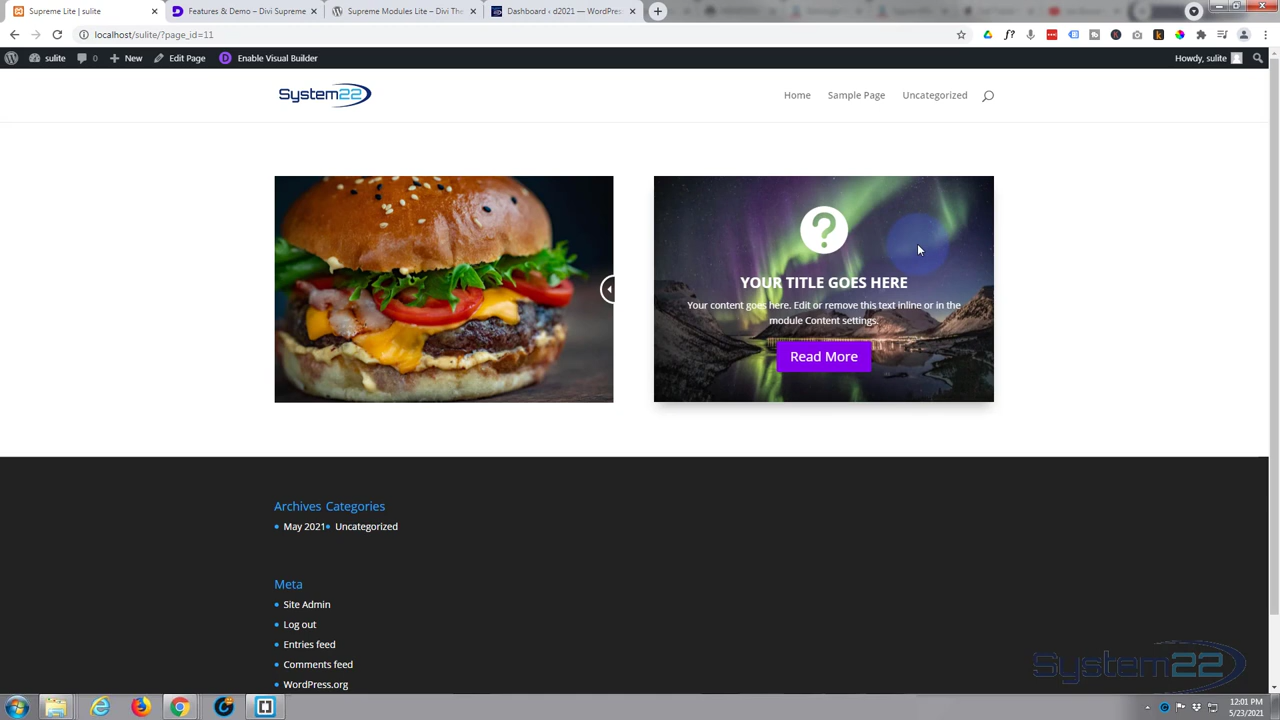 Supreme Lite | sulite
Features & Demo – Divi Supreme
Supreme Modules Lite – Divi The
Dashboard ‹ d2021 — WordPress
localhost/sulite/?page_id=11
sulite
0
New
Edit Page
Enable Visual Builder
Howdy, sulite
System22
Home
Sample Page
Uncategorized
YOUR TITLE GOES HERE
Your content goes here. Edit or remove this text inline or in the
module Content settings.
Read More
Archives Categories
May 2021
Uncategorized
Meta
Site Admin
Log out
Entries feed
Comments feed
WordPress.org
System22
12:01 PM
5/23/2021